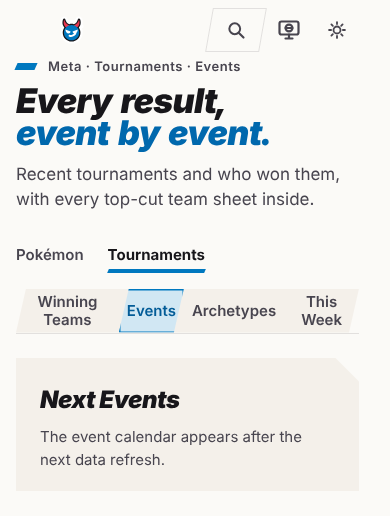 Meta · Tournaments · Events
Every result,
event by event.
Recent tournaments and who won them,
with every top-cut team sheet inside.
Pokémon Tournaments
Winning Teams Events Archetypes This Week
Next Events
The event calendar appears after the
next data refresh.